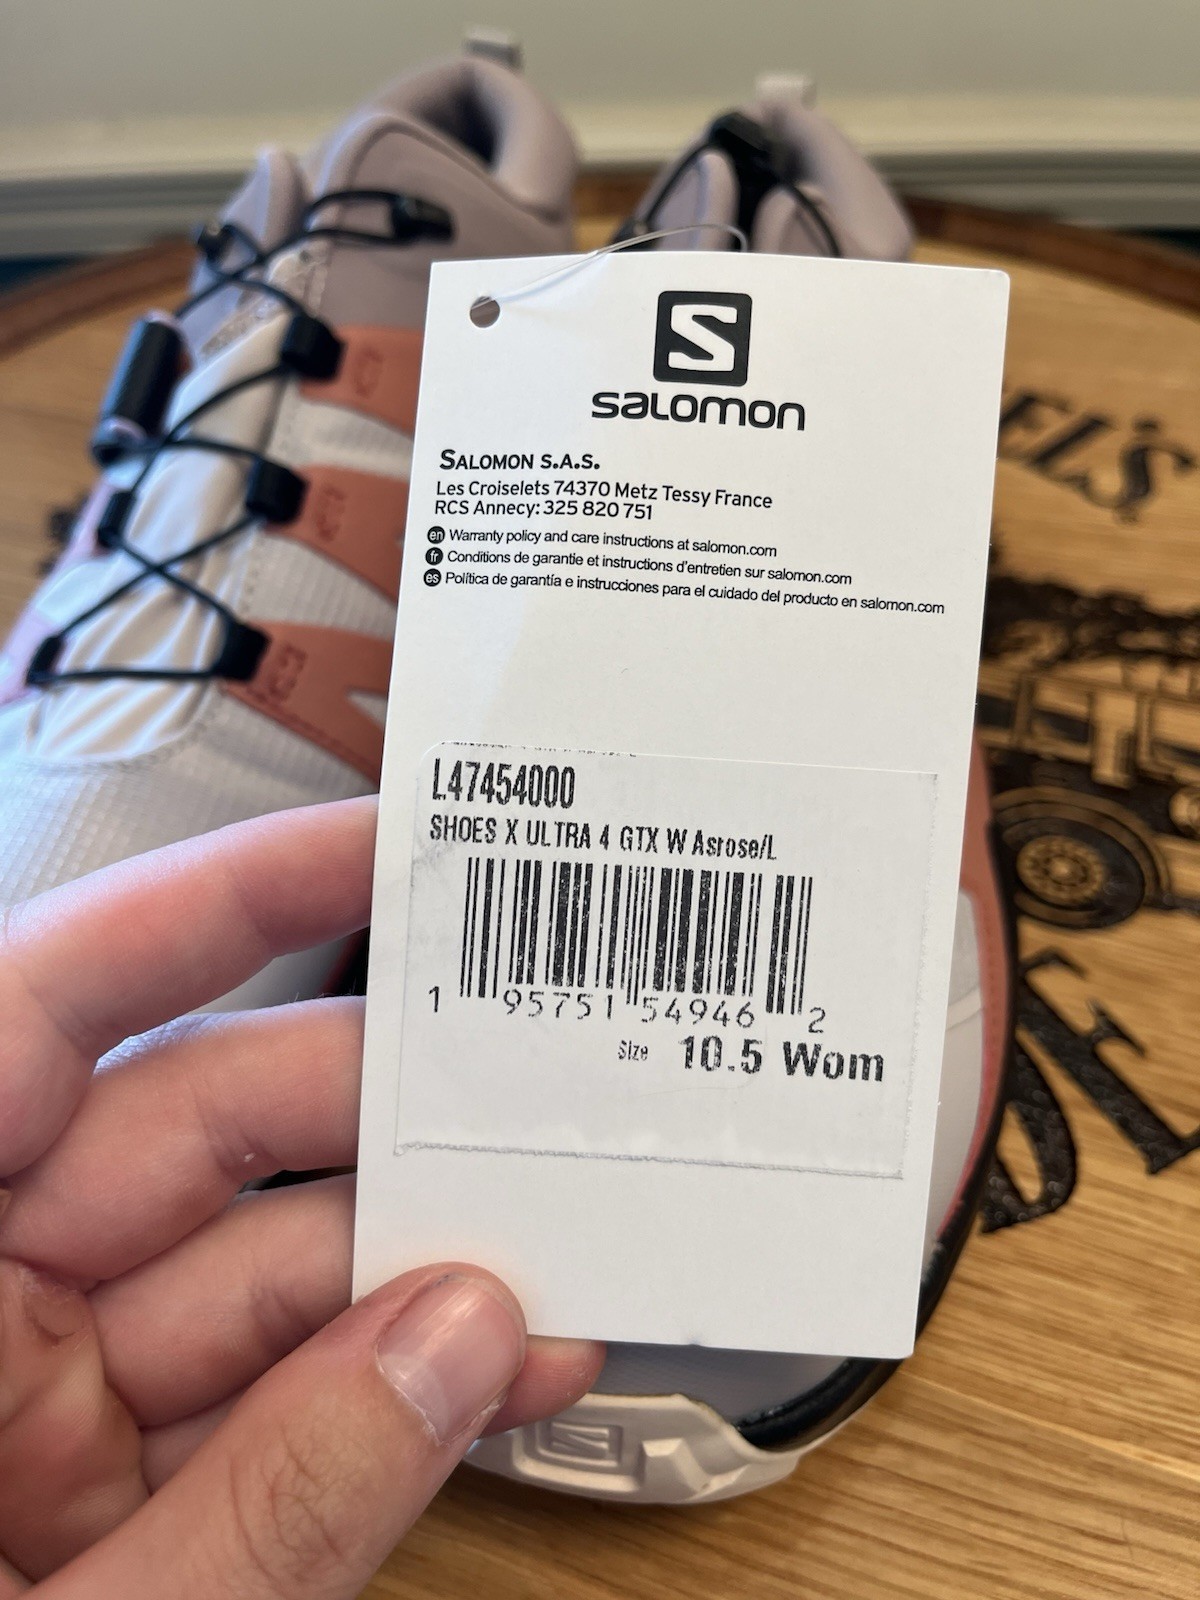 S
SALOMON
SALOMON S.A.S.
Les Croiselets 74370 Metz Tessy France
RCS Annecy: 325 820 751
en Warranty policy and care instructions at salomon.com
fr Conditions de garantie et instructions d'entretien sur salomon.com
es Política de garantía e instrucciones para el cuidado del producto en salomon.com
L47454000
SHOES X ULTRA 4 GTX W Asrose/L
1 95751 54946 2
Size 10.5 Wom